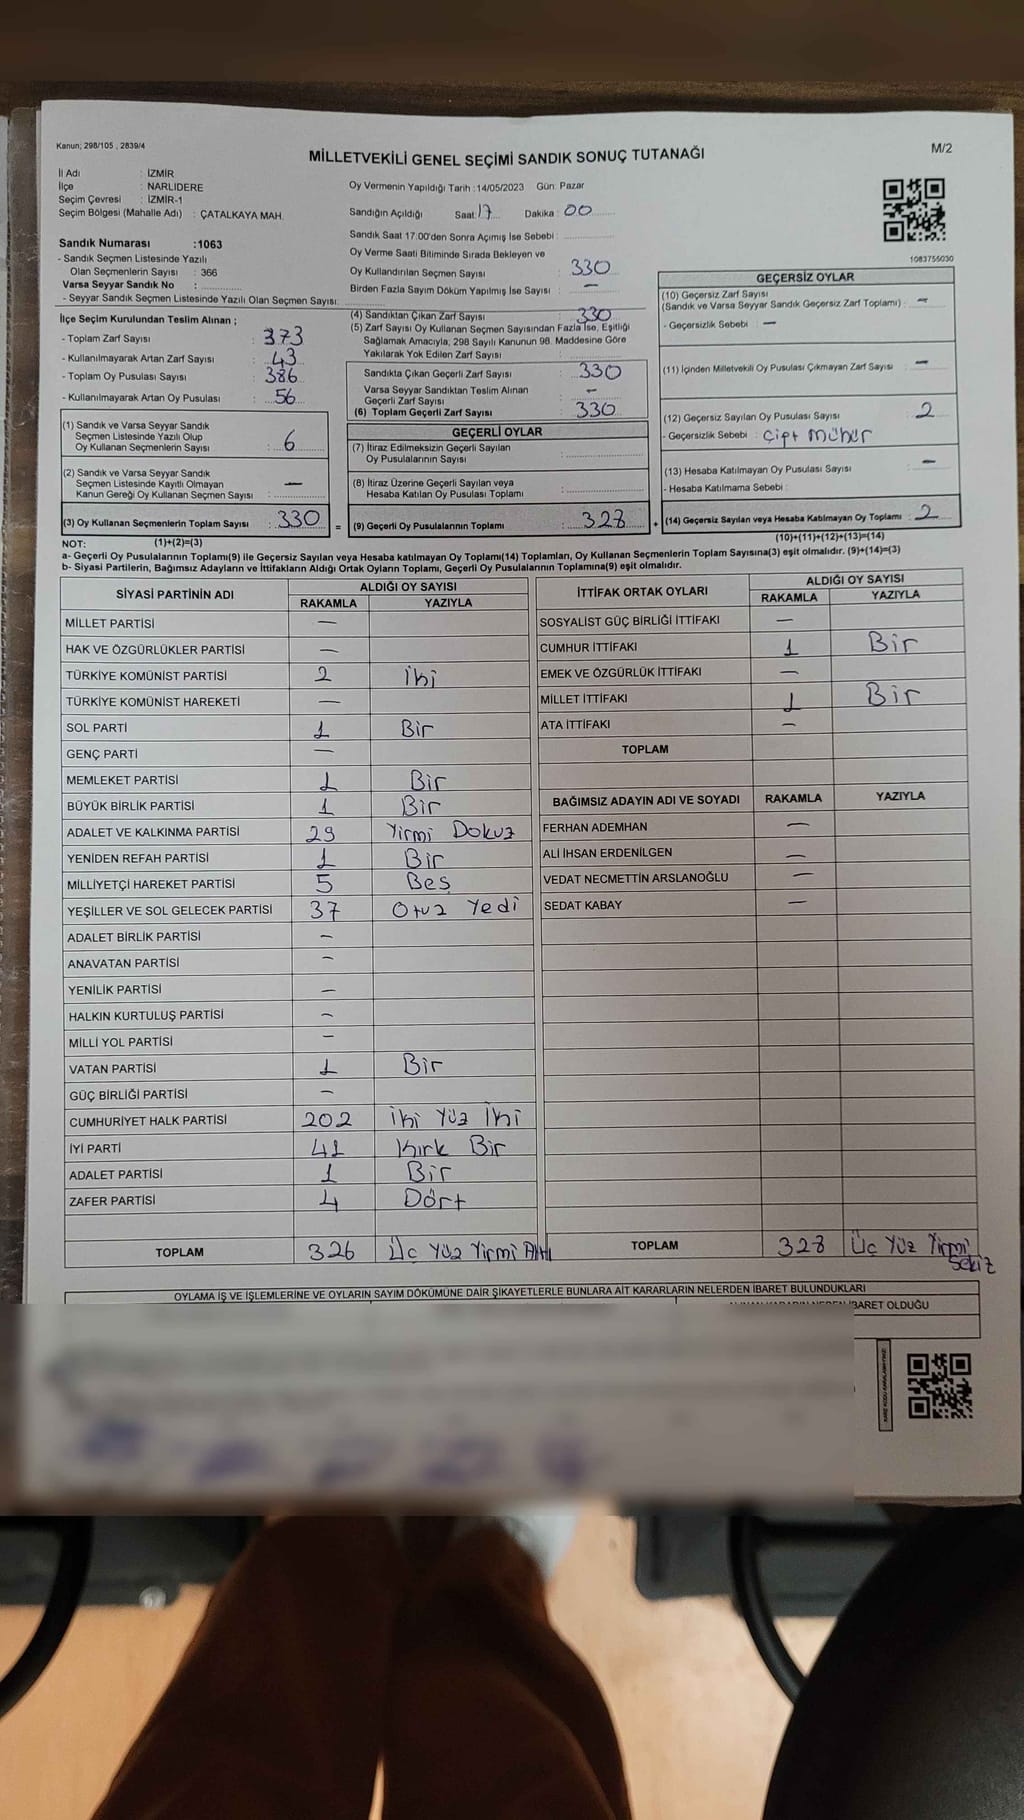 Kanun; 298/105 , 2839/4
MİLLETVEKİLİ GENEL SEÇİMİ SANDIK SONUÇ TUTANAĞI
M/2
İl Adı : İZMİR
İlçe : NARLIDERE
Seçim Çevresi : İZMİR-1
Seçim Bölgesi (Mahalle Adı) : ÇATALKAYA MAH.
Sandık Numarası :1063
- Sandık Seçmen Listesinde Yazılı
Olan Seçmenlerin Sayısı : 366
Varsa Seyyar Sandık No :
- Seyyar Sandık Seçmen Listesinde Yazılı Olan Seçmen Sayısı:
Oy Vermenin Yapıldığı Tarih : 14/05/2023 Gün: Pazar
Sandığın Açıldığı Saat: 17 Dakika : 00
Sandık Saat 17:00'den Sonra Açımış İse Sebebi :
Oy Verme Saati Bitiminde Sırada Bekleyen ve
Oy Kullandırılan Seçmen Sayısı : 330
Birden Fazla Sayım Döküm Yapılmış İse Sayısı : —
1083755030
İlçe Seçim Kurulundan Teslim Alınan ;
- Toplam Zarf Sayısı : 373
- Kullanılmayarak Artan Zarf Sayısı : 43
- Toplam Oy Pusulası Sayısı : 386
- Kullanılmayarak Artan Oy Pusulası : 56
(1) Sandık ve Varsa Seyyar Sandık
Seçmen Listesinde Yazılı Olup
Oy Kullanan Seçmenlerin Sayısı : 6
(2) Sandık ve Varsa Seyyar Sandık
Seçmen Listesinde Kayıtlı Olmayan
Kanun Gereği Oy Kullanan Seçmen Sayısı : —
(3) Oy Kullanan Seçmenlerin Toplam Sayısı : 330 =
(4) Sandıktan Çıkan Zarf Sayısı : 330
(5) Zarf Sayısı Oy Kullanan Seçmen Sayısından Fazla İse, Eşitliği
Sağlamak Amacıyla, 298 Sayılı Kanunun 98. Maddesine Göre
Yakılarak Yok Edilen Zarf Sayısı :
Sandıkta Çıkan Geçerli Zarf Sayısı : 330
Varsa Seyyar Sandıktan Teslim Alınan
Geçerli Zarf Sayısı : —
(6) Toplam Geçerli Zarf Sayısı : 330
GEÇERLİ OYLAR
(7) İtiraz Edilmeksizin Geçerli Sayılan
Oy Pusulalarının Sayısı :
(8) İtiraz Üzerine Geçerli Sayılan veya
Hesaba Katılan Oy Pusulası Toplamı :
(9) Geçerli Oy Pusulalarının Toplamı : 328 +
GEÇERSİZ OYLAR
(10) Geçersiz Zarf Sayısı
(Sandık ve Varsa Seyyar Sandık Geçersiz Zarf Toplamı) : —
- Geçersizlik Sebebi : —
(11) İçinden Milletvekili Oy Pusulası Çıkmayan Zarf Sayısı : —
(12) Geçersiz Sayılan Oy Pusulası Sayısı : 2
- Geçersizlik Sebebi : Çift Mühür
(13) Hesaba Katılmayan Oy Pusulası Sayısı : —
- Hesaba Katılmama Sebebi :
(14) Geçersiz Sayılan veya Hesaba Katılmayan Oy Toplamı : 2
NOT: (1)+(2)=(3)
(10)+(11)+(12)+(13)=(14)
a- Geçerli Oy Pusulalarının Toplamı(9) ile Geçersiz Sayılan veya Hesaba katılmayan Oy Toplamı(14) Toplamları, Oy Kullanan Seçmenlerin Toplam Sayısına(3) eşit olmalıdır. (9)+(14)=(3)
b- Siyasi Partilerin, Bağımsız Adayların ve İttifakların Aldığı Ortak Oyların Toplamı, Geçerli Oy Pusulalarının Toplamına(9) eşit olmalıdır.
SİYASİ PARTİNİN ADI ALDIĞI OY SAYISI
RAKAMLA YAZIYLA
MİLLET PARTİSİ —
HAK VE ÖZGÜRLÜKLER PARTİSİ —
TÜRKİYE KOMÜNİST PARTİSİ 2 İki
TÜRKİYE KOMÜNİST HAREKETİ —
SOL PARTİ 1 Bir
GENÇ PARTİ —
MEMLEKET PARTİSİ 1 Bir
BÜYÜK BİRLİK PARTİSİ 1 Bir
ADALET VE KALKINMA PARTİSİ 29 Yirmi Dokuz
YENİDEN REFAH PARTİSİ 1 Bir
MİLLİYETÇİ HAREKET PARTİSİ 5 Beş
YEŞİLLER VE SOL GELECEK PARTİSİ 37 Otuz Yedi
ADALET BİRLİK PARTİSİ —
ANAVATAN PARTİSİ —
YENİLİK PARTİSİ —
HALKIN KURTULUŞ PARTİSİ —
MİLLİ YOL PARTİSİ —
VATAN PARTİSİ 1 Bir
GÜÇ BİRLİĞİ PARTİSİ —
CUMHURİYET HALK PARTİSİ 202 İki Yüz İki
İYİ PARTİ 41 Kırk Bir
ADALET PARTİSİ 1 Bir
ZAFER PARTİSİ 4 Dört
TOPLAM 326 Üç Yüz Yirmi Altı
İTTİFAK ORTAK OYLARI ALDIĞI OY SAYISI
RAKAMLA YAZIYLA
SOSYALİST GÜÇ BİRLİĞİ İTTİFAKI —
CUMHUR İTTİFAKI 1 Bir
EMEK VE ÖZGÜRLÜK İTTİFAKI —
MİLLET İTTİFAKI 1 Bir
ATA İTTİFAKI —
TOPLAM
BAĞIMSIZ ADAYIN ADI VE SOYADI RAKAMLA YAZIYLA
FERHAN ADEMHAN —
ALİ İHSAN ERDENİLGEN —
VEDAT NECMETTİN ARSLANOĞLU —
SEDAT KABAY —
TOPLAM 328 Üç Yüz Yirmi
Sekiz
OYLAMA İŞ VE İŞLEMLERİNE VE OYLARIN SAYIM DÖKÜMÜNE DAİR ŞİKAYETLERLE BUNLARA AİT KARARLARIN NELERDEN İBARET BULUNDUKLARI
İBARET OLDUĞU